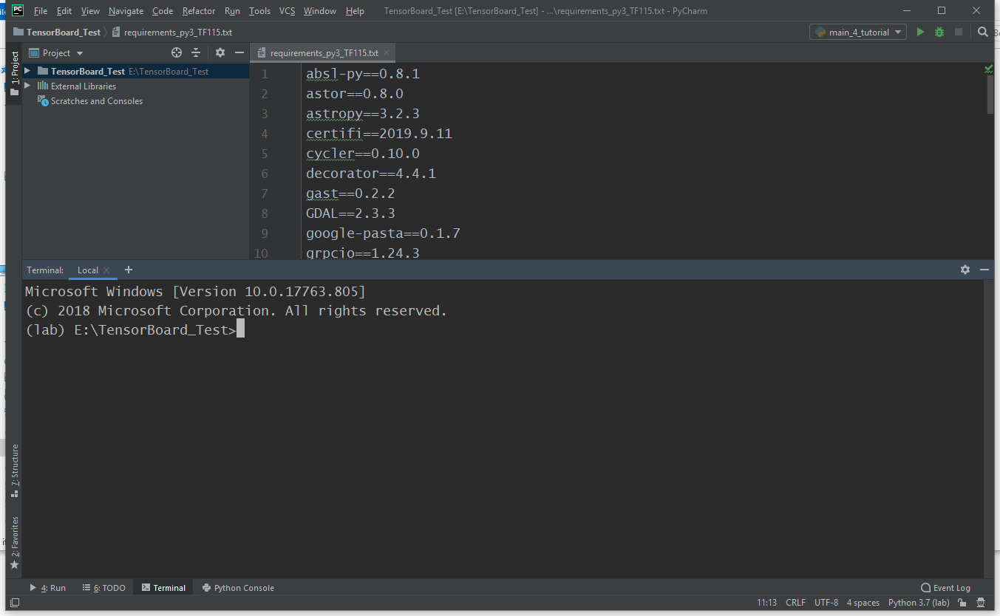 PC File Edit View Navigate Code Refactor Run Tools VCS Window Help TensorBoard_Test [E:\TensorBoard_Test] - ...\requirements_py3_TF115.txt - PyCharm
TensorBoard_Test requirements_py3_TF115.txt main_4_tutorial
1: Project
Project
requirements_py3_TF115.txt
TensorBoard_Test E:\TensorBoard_Test
External Libraries
Scratches and Consoles
1 absl-py==0.8.1
2 astor==0.8.0
3 astropy==3.2.3
4 certifi==2019.9.11
5 cycler==0.10.0
6 decorator==4.4.1
7 gast==0.2.2
8 GDAL==2.3.3
9 google-pasta==0.1.7
10 grpcio==1.24.3
Terminal: Local +
Microsoft Windows [Version 10.0.17763.805]
(c) 2018 Microsoft Corporation. All rights reserved.
(lab) E:\TensorBoard_Test>
7: Structure
2: Favorites
4: Run 6: TODO Terminal Python Console Event Log
11:13 CRLF UTF-8 4 spaces Python 3.7 (lab)